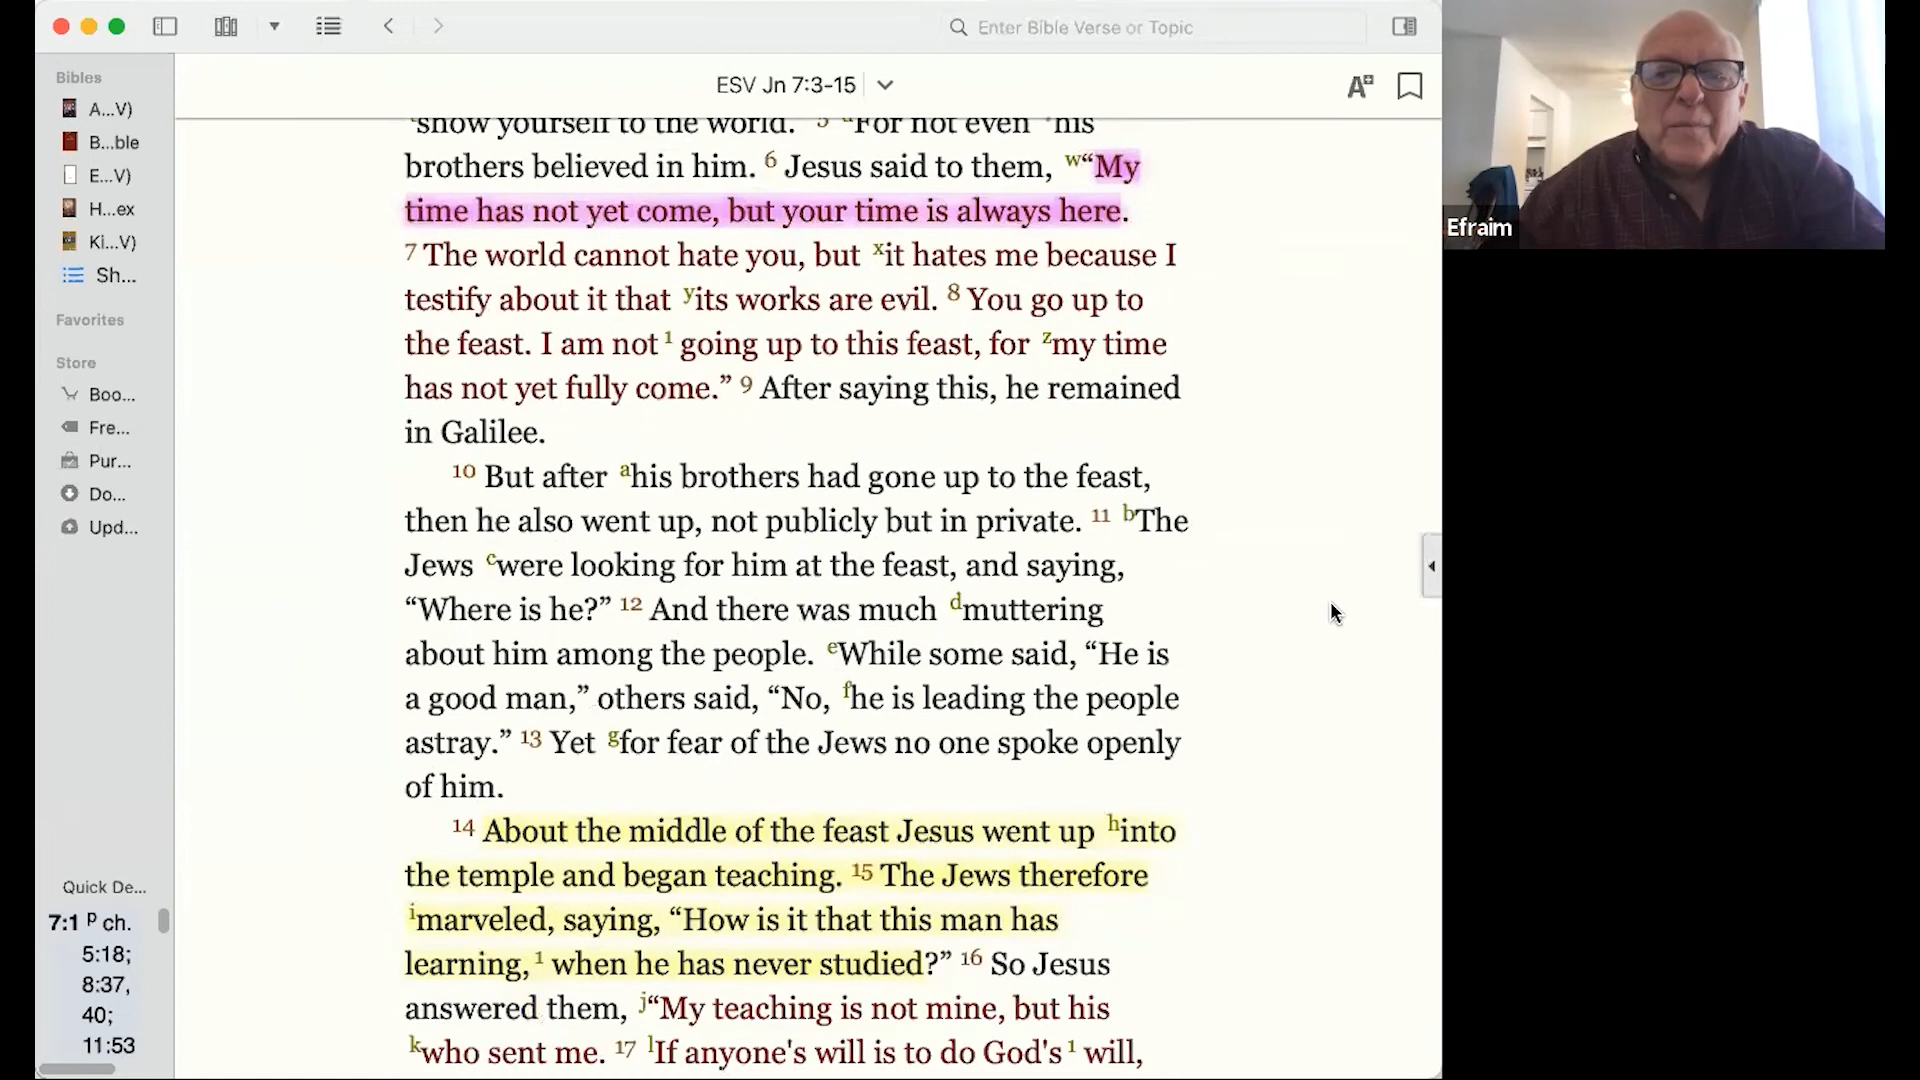 Enter Bible Verse or Topic
ESV Jn 7:3-15
A
Bibles
A...V)
B...ble
E...V)
H...ex
Ki...V)
Sh...
Favorites
Store
Boo...
Fre...
Pur...
Do...
Upd...
Quick De...
7:1 p ch.
5:18;
8:37,
40;
11:53
show yourself to the world. 5 For not even his
brothers believed in him. 6 Jesus said to them, w“My
time has not yet come, but your time is always here.
7 The world cannot hate you, but xit hates me because I
testify about it that yits works are evil. 8 You go up to
the feast. I am not 1 going up to this feast, for zmy time
has not yet fully come.” 9 After saying this, he remained
in Galilee.
10 But after ahis brothers had gone up to the feast,
then he also went up, not publicly but in private. 11 bThe
Jews cwere looking for him at the feast, and saying,
“Where is he?” 12 And there was much dmuttering
about him among the people. eWhile some said, “He is
a good man,” others said, “No, fhe is leading the people
astray.” 13 Yet gfor fear of the Jews no one spoke openly
of him.
14 About the middle of the feast Jesus went up hinto
the temple and began teaching. 15 The Jews therefore
imarveled, saying, “How is it that this man has
learning, 1 when he has never studied?” 16 So Jesus
answered them, j“My teaching is not mine, but his
kwho sent me. 17 lIf anyone's will is to do God's 1 will,
Efraim